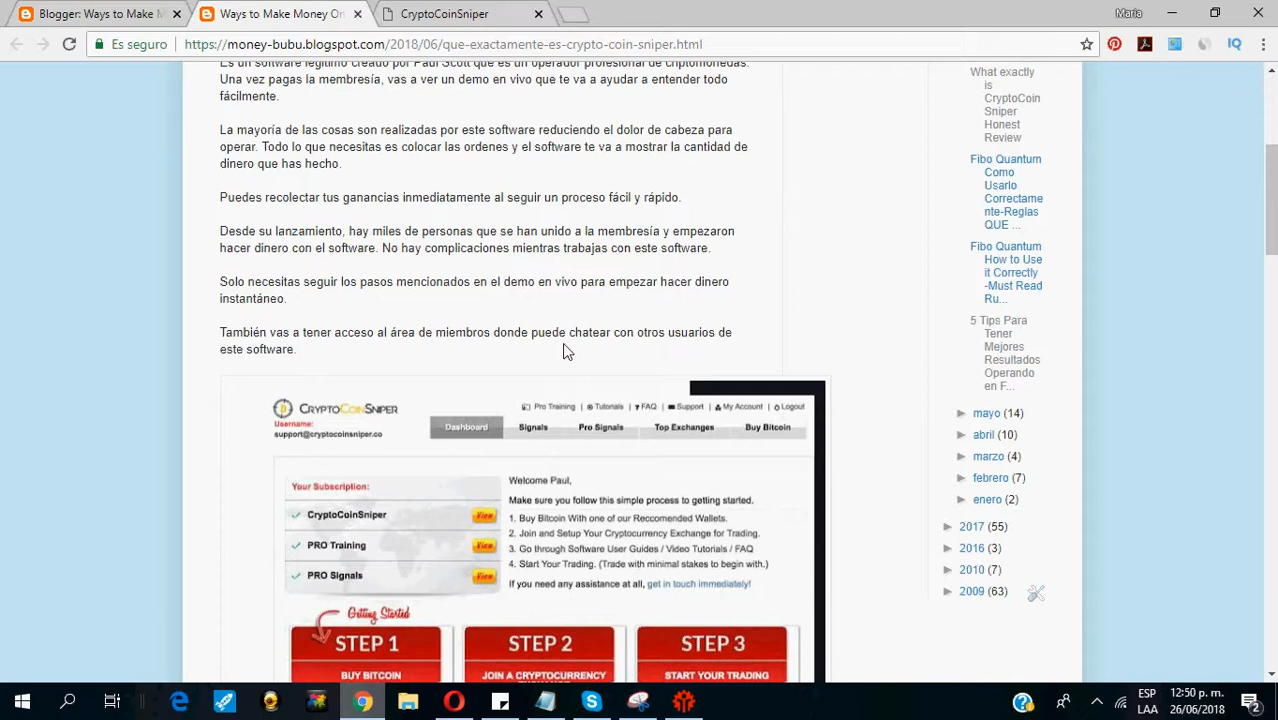 Blogger: Ways to Make M
Ways to Make Money On
CryptoCoinSniper
Maria
Es seguro
https://money-bubu.blogspot.com/2018/06/que-exactamente-es-crypto-coin-sniper.html
Es un software legítimo creado por Paul Scott que es un operador profesional de criptomonedas.
Una vez pagas la membresía, vas a ver un demo en vivo que te va a ayudar a entender todo
fácilmente.
La mayoría de las cosas son realizadas por este software reduciendo el dolor de cabeza para
operar. Todo lo que necesitas es colocar las ordenes y el software te va a mostrar la cantidad de
dinero que has hecho.
Puedes recolectar tus ganancias inmediatamente al seguir un proceso fácil y rápido.
Desde su lanzamiento, hay miles de personas que se han unido a la membresía y empezaron
hacer dinero con el software. No hay complicaciones mientras trabajas con este software.
Solo necesitas seguir los pasos mencionados en el demo en vivo para empezar hacer dinero
instantáneo.
También vas a tener acceso al área de miembros donde puede chatear con otros usuarios de
este software.
CRYPTOCOINSNIPER
Username:
support@cryptocoinsniper.co
Pro Training | Tutorials | ? FAQ | Support | My Account | Logout
Dashboard Signals Pro Signals Top Exchanges Buy Bitcoin
Your Subscription:
CryptoCoinSniper View
PRO Training View
PRO Signals View
Welcome Paul,
Make sure you follow this simple process to getting started.
1. Buy Bitcoin With one of our Reccomended Wallets.
2. Join and Setup Your Cryptocurrency Exchange for Trading.
3. Go through Software User Guides / Video Tutorials / FAQ
4. Start Your Trading. (Trade with minimal stakes to begin with.)
If you need any assistance at all, get in touch immediately!
Getting Started
STEP 1
BUY BITCOIN
STEP 2
JOIN A CRYPTOCURRENCY
STEP 3
START YOUR TRADING
What exactly
is
CryptoCoin
Sniper
Honest
Review
Fibo Quantum
Como
Usarlo
Correctame
nte-Reglas
QUE ...
Fibo Quantum
How to Use
it Correctly
-Must Read
Ru...
5 Tips Para
Tener
Mejores
Resultados
Operando
en F...
mayo (14)
abril (10)
marzo (4)
febrero (7)
enero (2)
2017 (55)
2016 (3)
2010 (7)
2009 (63)
ESP
LAA
12:50 p. m.
26/06/2018
2